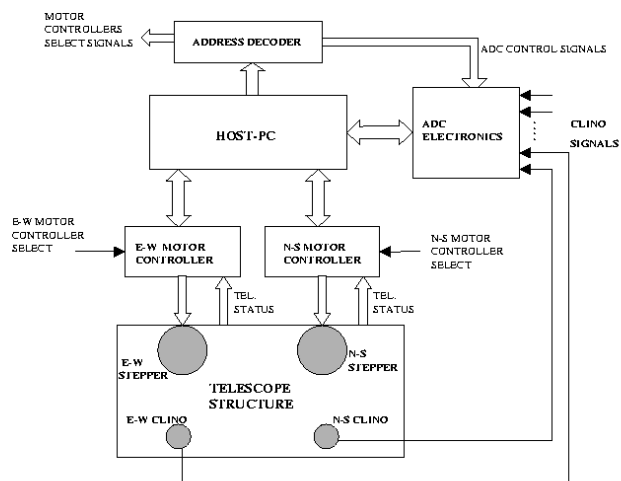 MOTOR
CONTROLLERS
SELECT SIGNALS
ADDRESS DECODER
ADC CONTROL SIGNALS
HOST-PC
ADC
ELECTRONICS
CLINO
SIGNALS
E-W MOTOR
CONTROLLER
SELECT
E-W MOTOR
CONTROLLER
N-S MOTOR
CONTROLLER
N-S MOTOR
CONTROLLER
SELECT
TEL.
STATUS
TEL.
STATUS
E-W
STEPPER
N-S
STEPPER
TELESCOPE
STRUCTURE
E-W CLINO
N-S CLINO